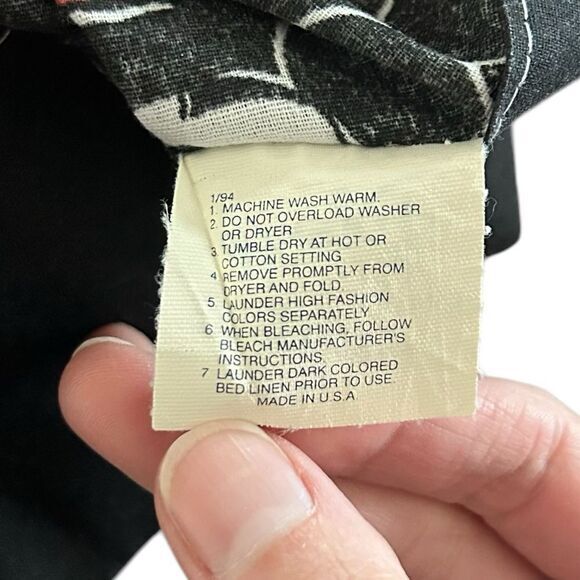 1/94
1. MACHINE WASH WARM.
2. DO NOT OVERLOAD WASHER
OR DRYER
3. TUMBLE DRY AT HOT OR
COTTON SETTING
4. REMOVE PROMPTLY FROM
DRYER AND FOLD.
5. LAUNDER HIGH FASHION
COLORS SEPARATELY
6. WHEN BLEACHING, FOLLOW
BLEACH MANUFACTURER'S
INSTRUCTIONS.
7 LAUNDER DARK COLORED
BED LINEN PRIOR TO USE.
MADE IN U.S.A